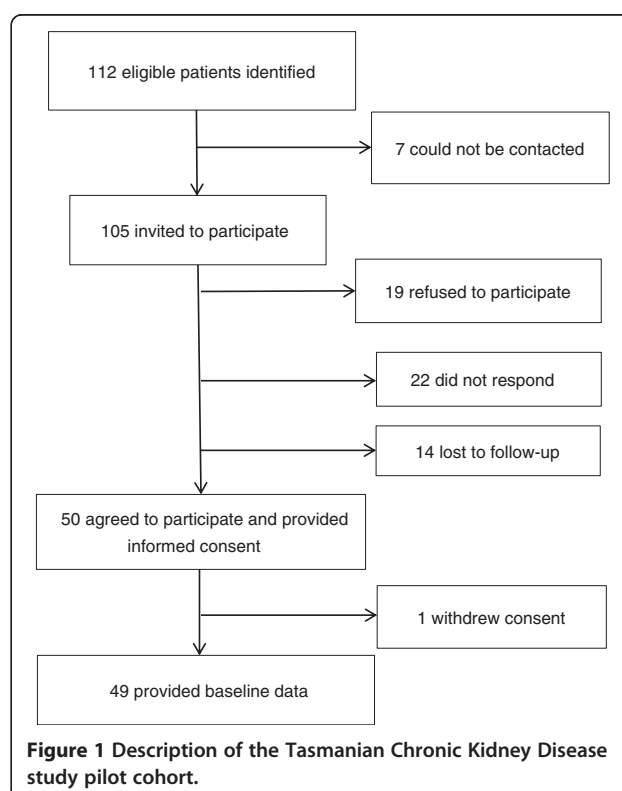 112 eligible patients identified
7 could not be contacted
105 invited to participate
19 refused to participate
22 did not respond
14 lost to follow-up
50 agreed to participate and provided
informed consent
1 withdrew consent
49 provided baseline data
Figure 1 Description of the Tasmanian Chronic Kidney Disease
study pilot cohort.